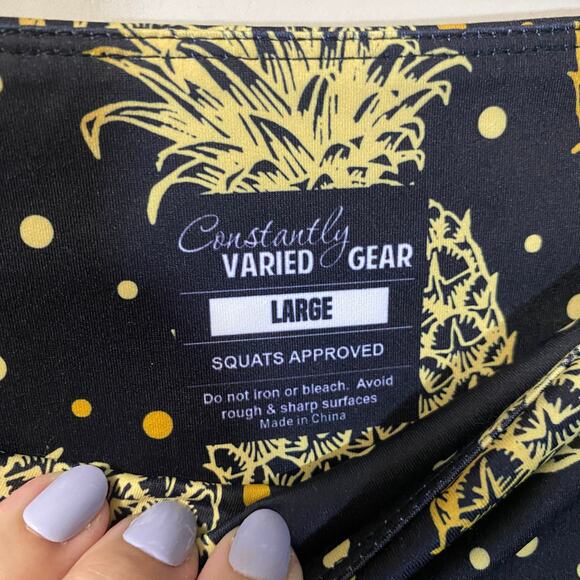 Constantly
VARIED GEAR
LARGE
SQUATS APPROVED
Do not iron or bleach. Avoid
rough & sharp surfaces
Made in China